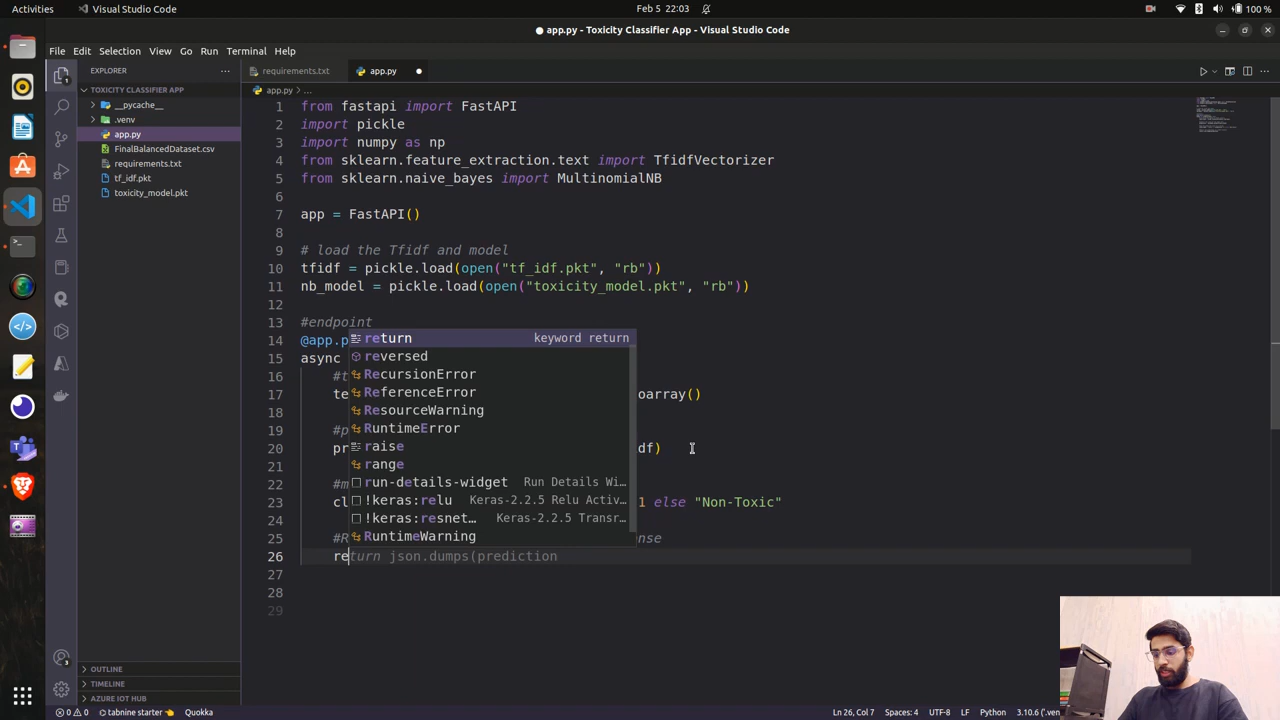 Activities
Visual Studio Code
Feb 5 22:03
100 %
app.py - Toxicity Classifier App - Visual Studio Code
File Edit Selection View Go Run Terminal Help
EXPLORER
requirements.txt
app.py
TOXICITY CLASSIFIER APP
__pycache__
.venv
app.py
FinalBalancedDataset.csv
requirements.txt
tf_idf.pkt
toxicity_model.pkt
app.py > ...
1 from fastapi import FastAPI
2 import pickle
3 import numpy as np
4 from sklearn.feature_extraction.text import TfidfVectorizer
5 from sklearn.naive_bayes import MultinomialNB
6
7 app = FastAPI()
8
9 # load the Tfidf and model
10 tfidf = pickle.load(open("tf_idf.pkt", "rb"))
11 nb_model = pickle.load(open("toxicity_model.pkt", "rb"))
12
13 #endpoint
14 @app.p
15 async
16 #t
17 te oarray()
18
19 #p
20 pr df)
21
22 #m
23 cl 1 else "Non-Toxic"
24
25 #R nse
26 return json.dumps(prediction
27
28
29
return keyword return
reversed
RecursionError
ReferenceError
ResourceWarning
RuntimeError
raise
range
run-details-widget Run Details Wi...
!keras:relu Keras-2.2.5 Relu Activ...
!keras:resnet... Keras-2.2.5 Transr...
RuntimeWarning
OUTLINE
TIMELINE
AZURE IOT HUB
0 0 tabnine starter Quokka
Ln 26, Col 7 Spaces: 4 UTF-8 LF Python 3.10.6 ('.ven